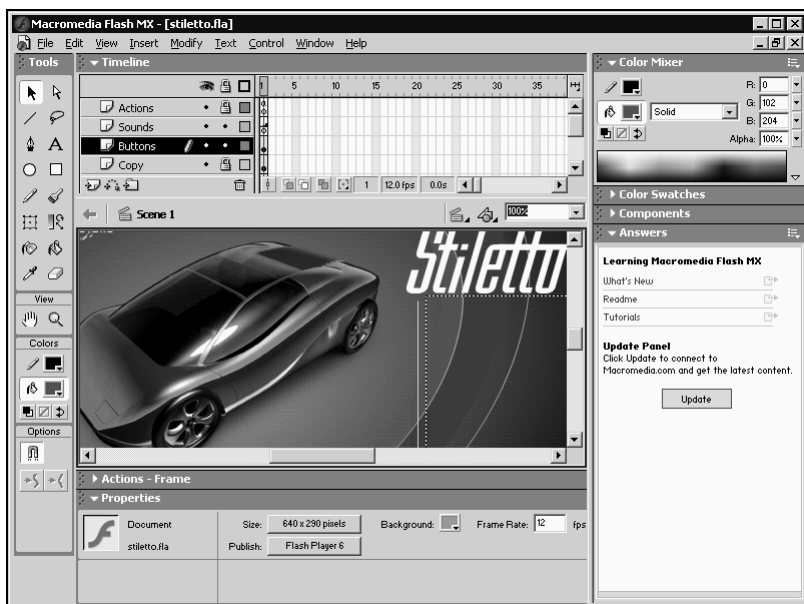 Macromedia Flash MX - [stiletto.fla]
File Edit View Insert Modify Text Control Window Help
Tools
View
Colors
Options
Timeline
1 5 10 15 20 25 30 35
Actions
Sounds
Buttons
Copy
1 12.0 fps 0.0s
Scene 1
100%
Stiletto
Actions - Frame
Properties
Document
stiletto.fla
Size: 640 x 290 pixels
Publish: Flash Player 6
Background:
Frame Rate: 12 fps
Color Mixer
R: 0
Solid
G: 102
B: 204
Alpha: 100%
Color Swatches
Components
Answers
Learning Macromedia Flash MX
What's New
Readme
Tutorials
Update Panel
Click Update to connect to
Macromedia.com and get the latest content.
Update